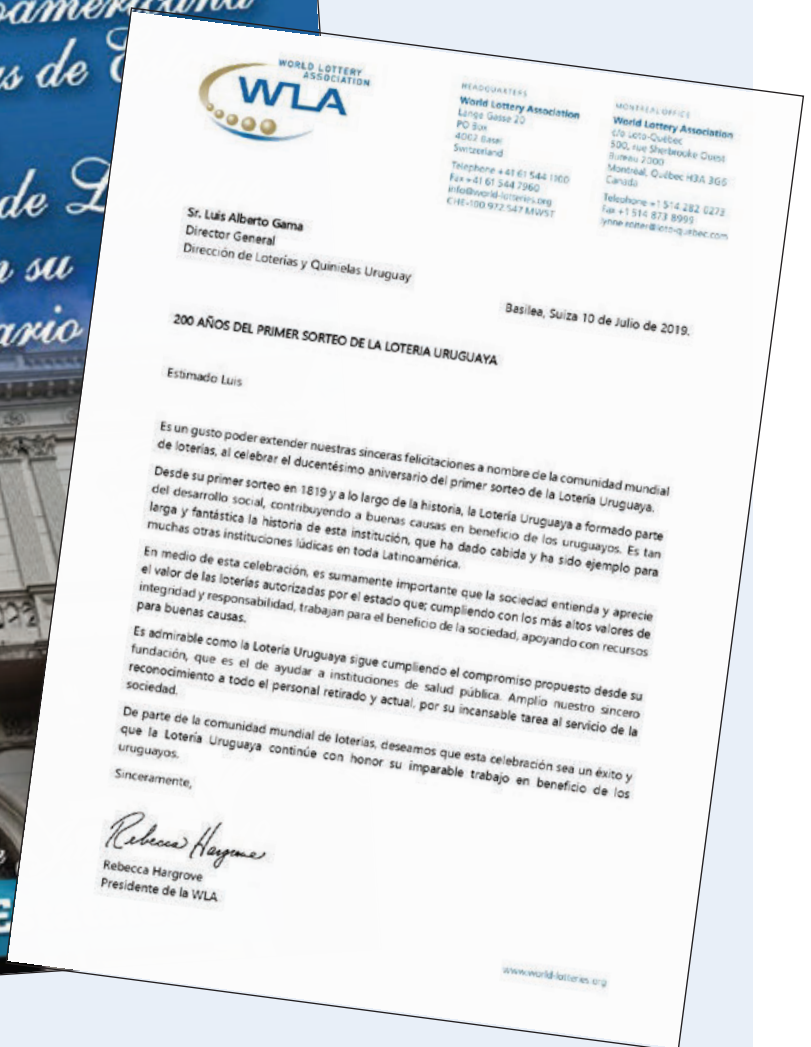 de
de
su
WORLD LOTTERY
ASSOCIATION
WLA
HEADQUARTERS
World Lottery Association
Lange Gasse 20
PO Box
4002 Basel
Switzerland
Telephone +41 61 544 1100
Fax +41 61 544 7960
info@world-lotteries.org
CHE-100.972.547 MWST
MONTREAL OFFICE
World Lottery Association
c/o Loto-Québec
500, rue Sherbrooke Ouest
Bureau 2000
Montréal, Québec H3A 3G6
Canada
Telephone +1 514 282 0273
Fax +1 514 873 8999
Sr. Luis Alberto Gama
Director General
Dirección de Loterías y Quinielas Uruguay
Basilea, Suiza 10 de Julio de 2019.
200 AÑOS DEL PRIMER SORTEO DE LA LOTERIA URUGUAYA
Estimado Luis
Es un gusto poder extender nuestras sinceras felicitaciones a nombre de la comunidad mundial
de loterías, al celebrar el ducentésimo aniversario del primer sorteo de la Lotería Uruguaya.
Desde su primer sorteo en 1819 y a lo largo de la historia, la Lotería Uruguaya a formado parte
del desarrollo social, contribuyendo a buenas causas en beneficio de los uruguayos. Es tan
larga y fantástica la historia de esta institución, que ha dado cabida y ha sido ejemplo para
muchas otras instituciones lúdicas en toda Latinoamérica.
En medio de esta celebración, es sumamente importante que la sociedad entienda y aprecie
el valor de las loterías autorizadas por el estado que; cumpliendo con los más altos valores de
integridad y responsabilidad, trabajan para el beneficio de la sociedad, apoyando con recursos
para buenas causas.
Es admirable como la Lotería Uruguaya sigue cumpliendo el compromiso propuesto desde su
fundación, que es el de ayudar a instituciones de salud pública. Amplio nuestro sincero
reconocimiento a todo el personal retirado y actual, por su incansable tarea al servicio de la
sociedad.
De parte de la comunidad mundial de loterías, deseamos que esta celebración sea un éxito y
que la Lotería Uruguaya continúe con honor su imparable trabajo en beneficio de los
uruguayos.
Sinceramente,
Rebecca Hargrove
Rebecca Hargrove
Presidente de la WLA
www.world-lotteries.org